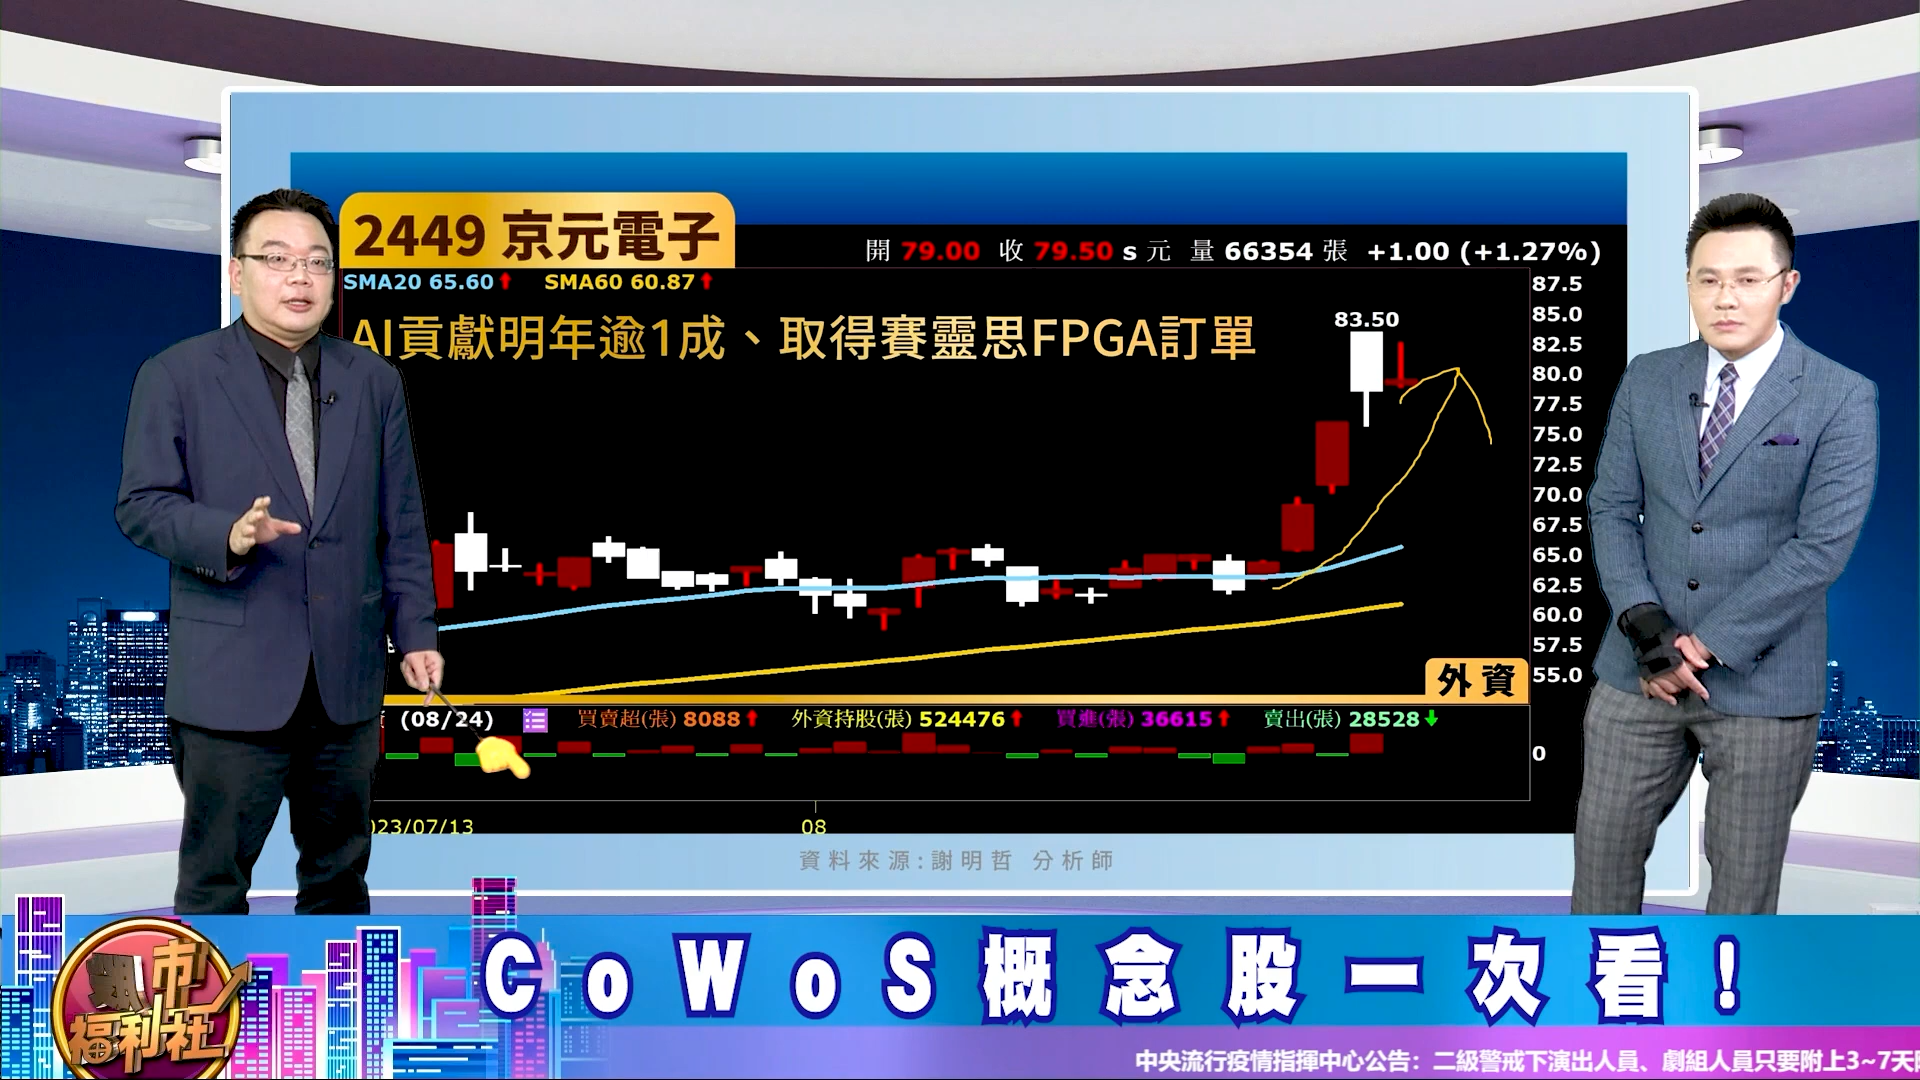 2449 京元電子
開 79.00 收 79.50 s 元 量 66354 張 +1.00 (+1.27%)
SMA20 65.60↑ SMA60 60.87↑
AI貢獻明年逾1成、取得賽靈思FPGA訂單
83.50
87.5
85.0
82.5
80.0
77.5
75.0
72.5
70.0
67.5
65.0
62.5
60.0
57.5
55.0
外資
(08/24) 買賣超(張) 8088↑ 外資持股(張) 524476↑ 買進(張) 36615↑ 賣出(張) 28528↓
0
023/07/13
08
資料來源:謝明哲 分析師
CoWoS概念股一次看!
股市
福利社
中央流行疫情指揮中心公告: 二級警戒下演出人員、劇組人員只要附上3~7天